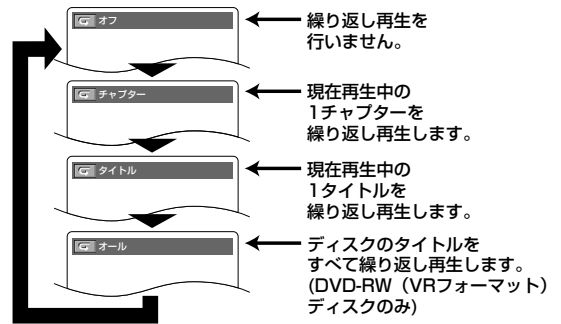 オフ
繰り返し再生を
行いません。
チャプター
現在再生中の
1チャプターを
繰り返し再生します。
タイトル
現在再生中の
1タイトルを
繰り返し再生します。
オール
ディスクのタイトルを
すべて繰り返し再生します。
(DVD-RW（VRフォーマット）
ディスクのみ)